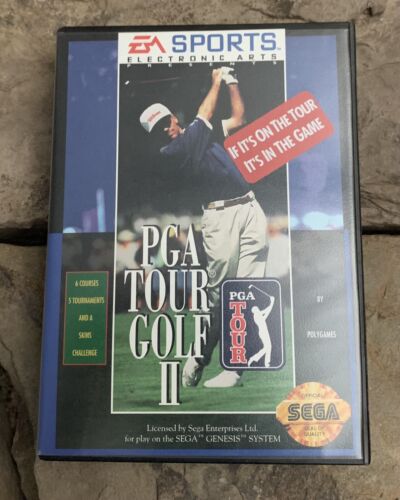 EA SPORTS™
ELECTRONIC ARTS
PRESENTS
IF IT'S ON THE TOUR
IT'S IN THE GAME
PGA
TOUR
GOLF
II
6 COURSES
5 TOURNAMENTS
AND A
SKINS
CHALLENGE
PGA
TOUR
BY
POLYGAMES
OFFICIAL
SEGA
SEAL OF
QUALITY
Licensed by Sega Enterprises Ltd.
for play on the SEGA™ GENESIS™ SYSTEM